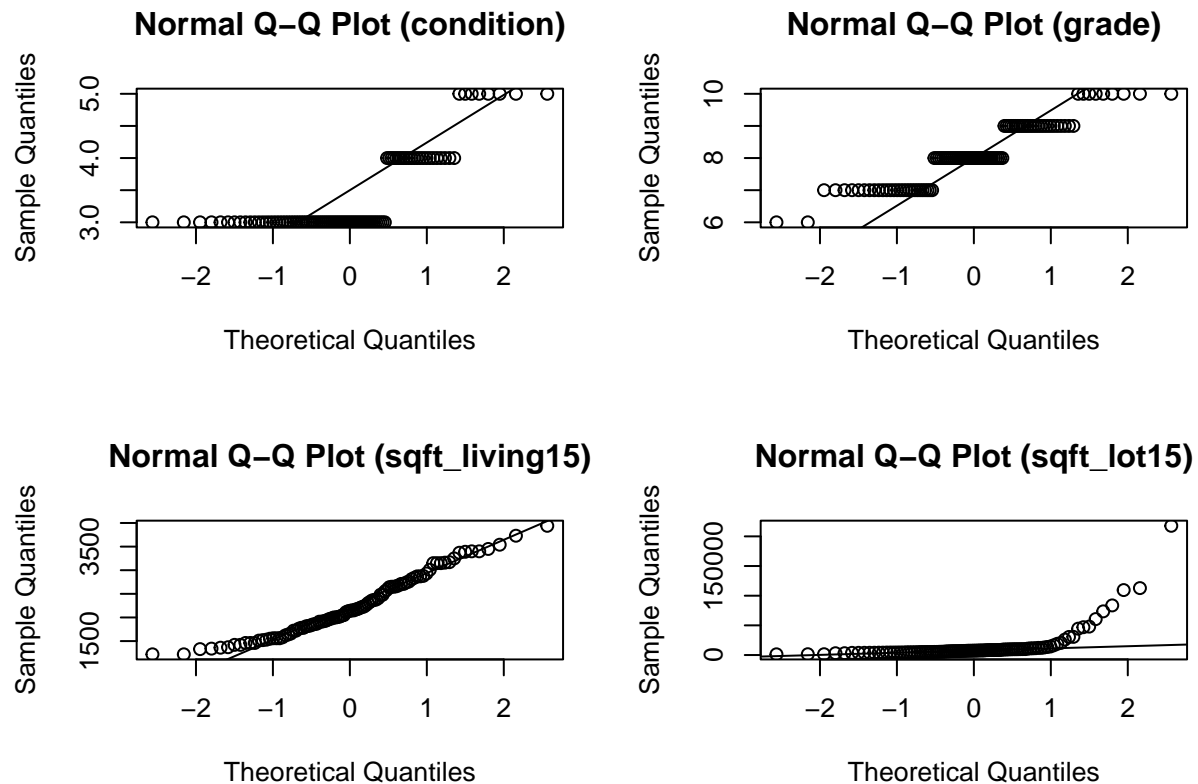 Normal Q−Q Plot (condition)
Sample Quantiles
3.0 4.0 5.0
−2 −1 0 1 2
Theoretical Quantiles
Normal Q−Q Plot (grade)
Sample Quantiles
6 8 10
−2 −1 0 1 2
Theoretical Quantiles
Normal Q−Q Plot (sqft_living15)
Sample Quantiles
1500 3500
−2 −1 0 1 2
Theoretical Quantiles
Normal Q−Q Plot (sqft_lot15)
Sample Quantiles
0 150000
−2 −1 0 1 2
Theoretical Quantiles